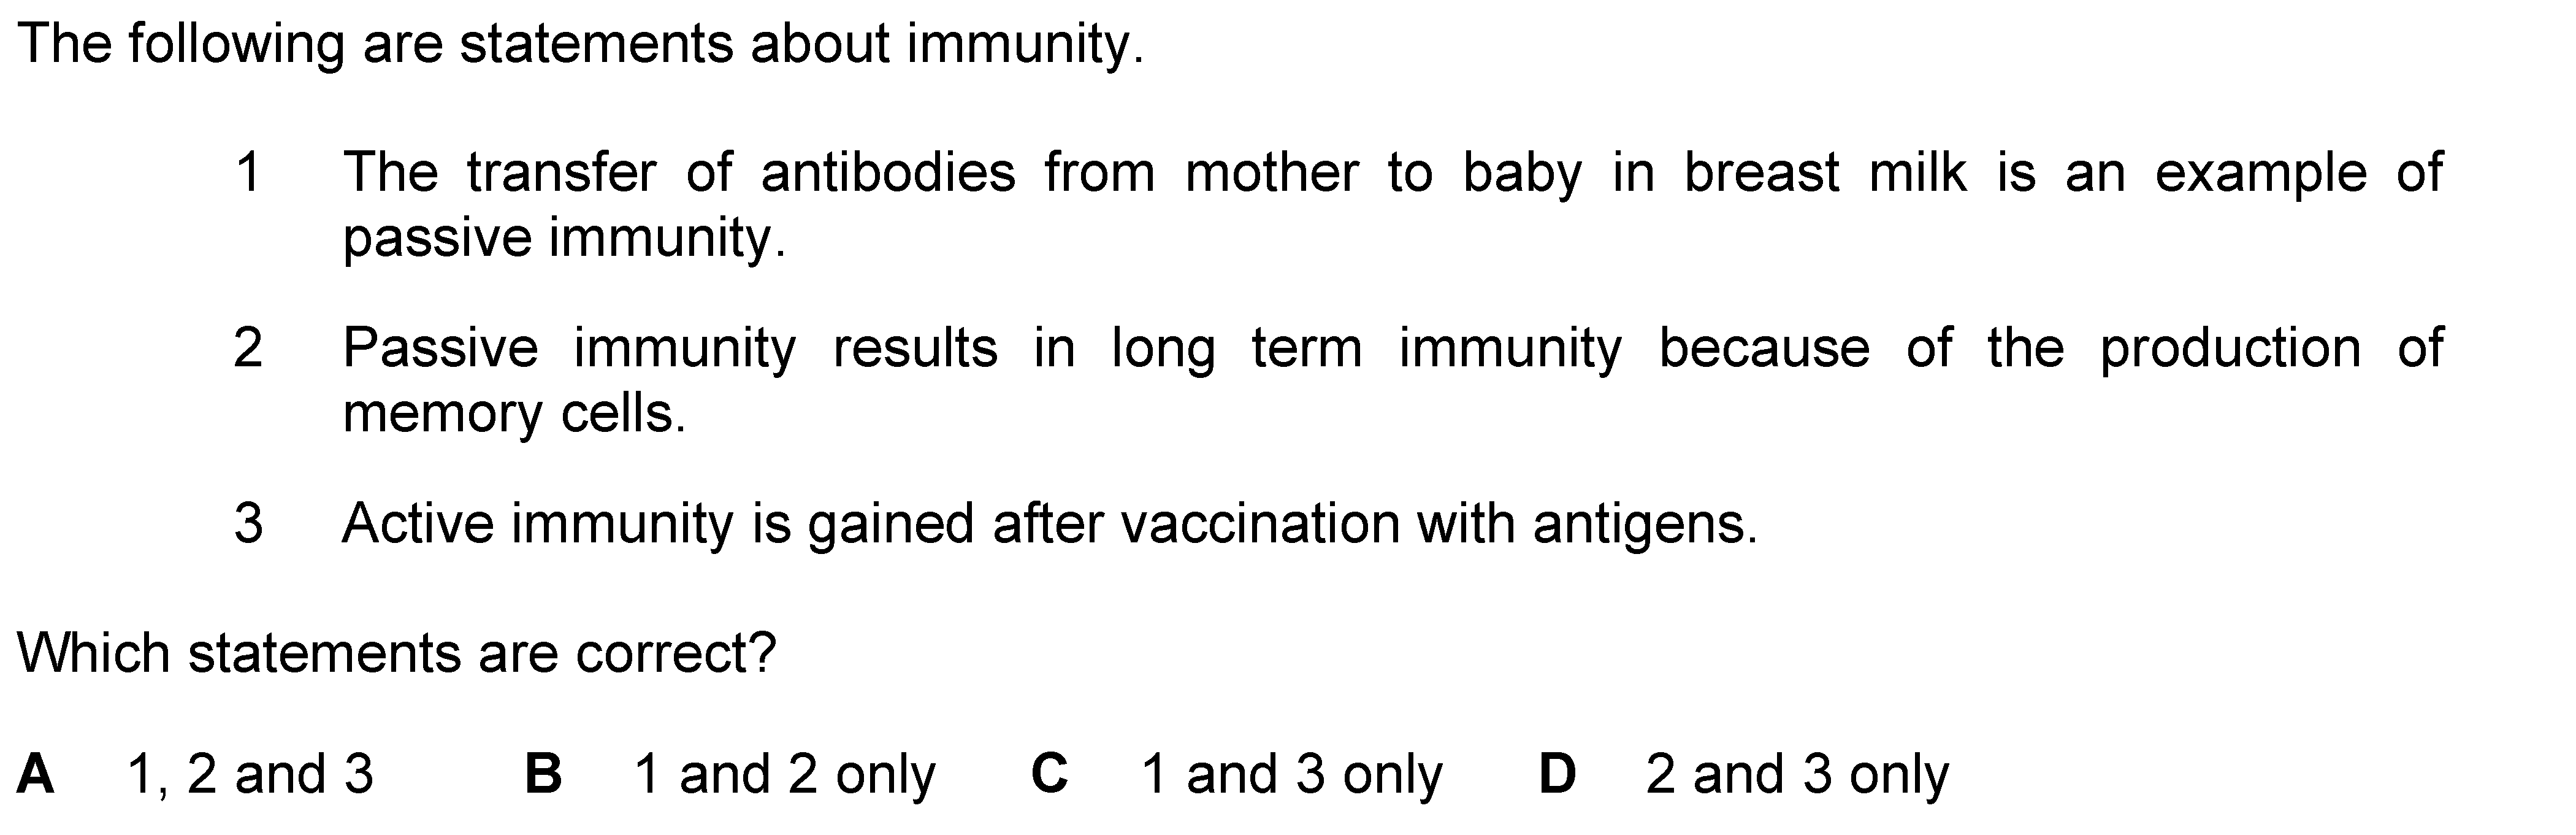 The following are statements about immunity.
1 The transfer of antibodies from mother to baby in breast milk is an example of
passive immunity.
2 Passive immunity results in long term immunity because of the production of
memory cells.
3 Active immunity is gained after vaccination with antigens.
Which statements are correct?
A 1, 2 and 3 B 1 and 2 only C 1 and 3 only D 2 and 3 only